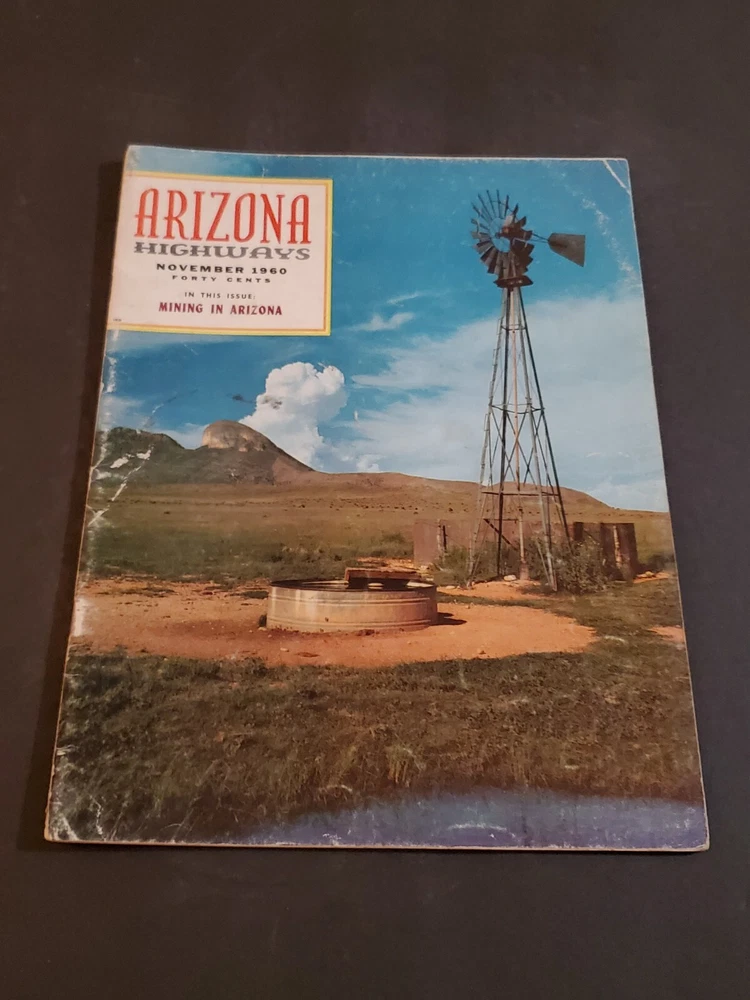 ARIZONA
HIGHWAYS
NOVEMBER 1960
FORTY CENTS
IN THIS ISSUE:
MINING IN ARIZONA